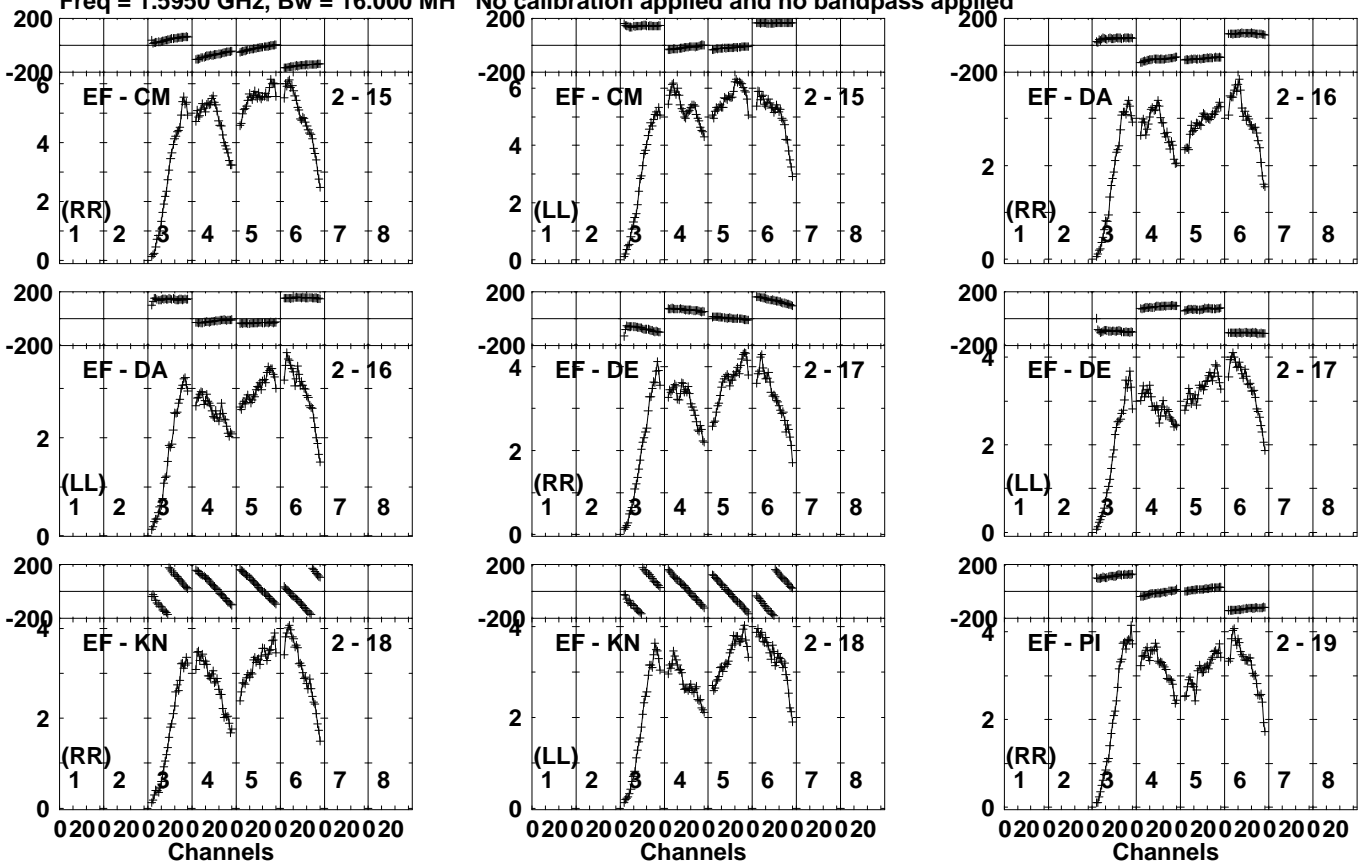 Freq = 1.5950 GHz, Bw = 16.000 MH No calibration applied and no bandpass applied
200
-200
6
4
2
0
EF - CM 2 - 15
(RR)
1 2 3 4 5 6 7 8
200
-200
6
4
2
0
EF - CM 2 - 15
(LL)
1 2 3 4 5 6 7 8
200
-200
2
0
EF - DA 2 - 16
(RR)
1 2 3 4 5 6 7 8
200
-200
2
0
EF - DA 2 - 16
(LL)
1 2 3 4 5 6 7 8
200
-200
4
2
0
EF - DE 2 - 17
(RR)
1 2 3 4 5 6 7 8
200
-200
4
2
0
EF - DE 2 - 17
(LL)
1 2 3 4 5 6 7 8
200
-200
4
2
0
EF - KN 2 - 18
(RR)
1 2 3 4 5 6 7 8
200
-200
4
2
0
EF - KN 2 - 18
(LL)
1 2 3 4 5 6 7 8
200
-200
4
2
0
EF - PI 2 - 19
(RR)
1 2 3 4 5 6 7 8
0 20 0 20 0 20 0 20 0 20 0 20 0 20 0 20
0 20 0 20 0 20 0 20 0 20 0 20 0 20 0 20
0 20 0 20 0 20 0 20 0 20 0 20 0 20 0 20
Channels Channels Channels